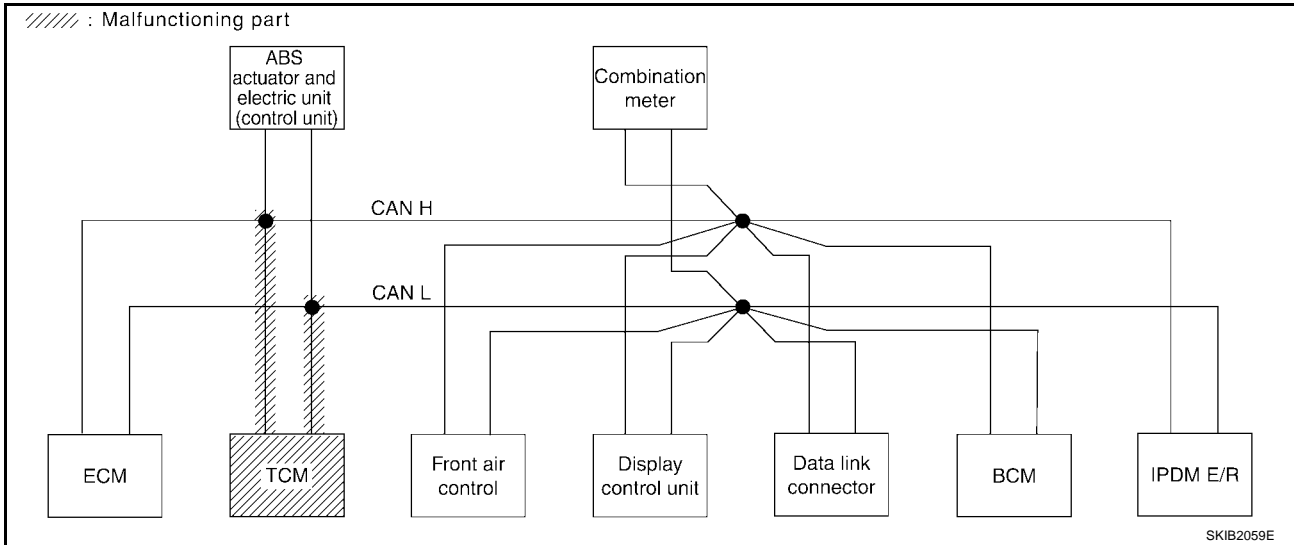 : Malfunctioning part
ABS
actuator and
electric unit
(control unit)
Combination
meter
CAN H
CAN L
ECM
TCM
Front air
control
Display
control unit
Data link
connector
BCM
IPDM E/R
SKIB2059E